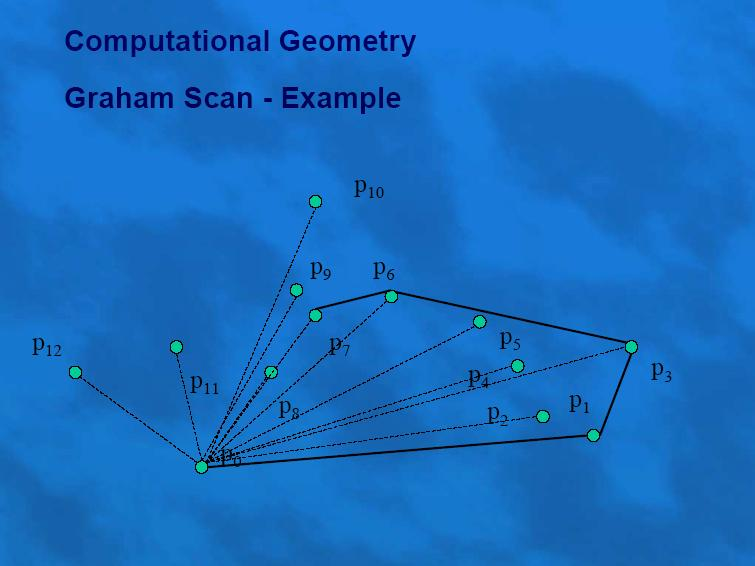 Computational Geometry
Graham Scan - Example
p10
p9
p6
p12
p7
p5
p3
p11
p4
p8
p2
p1
p0